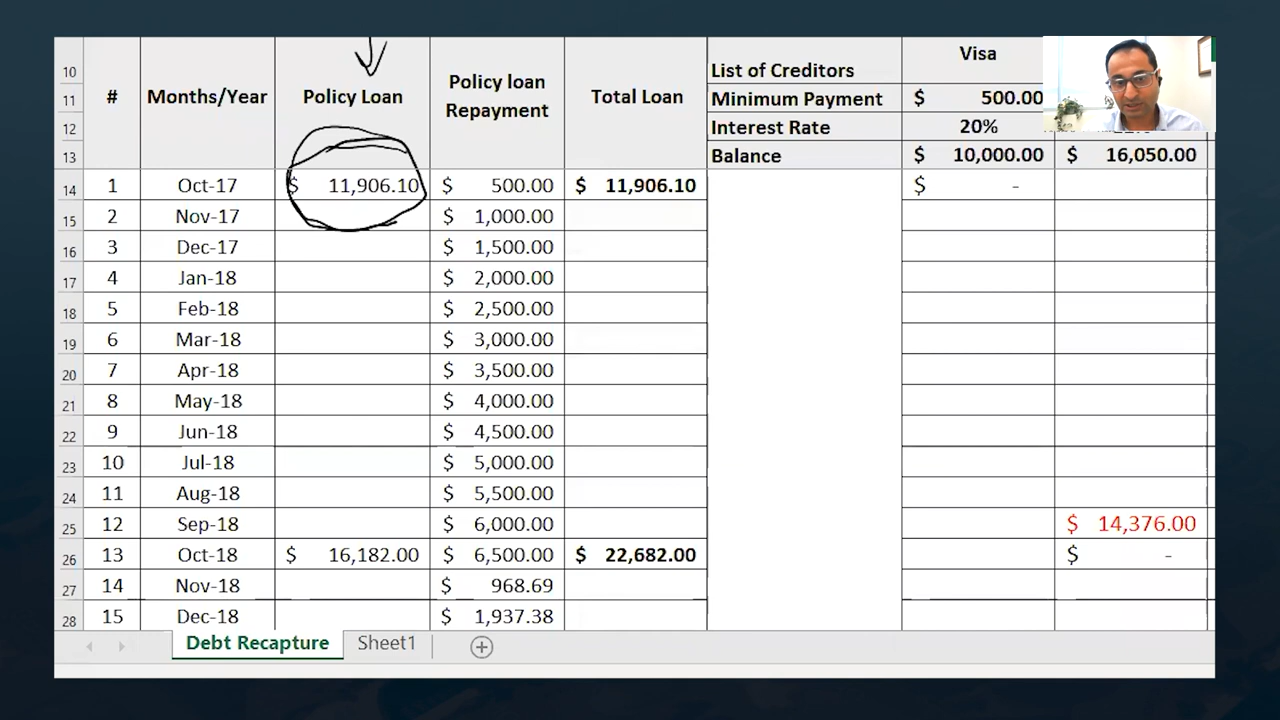 10 11 12 13 # Months/Year Policy Loan Policy loan Repayment Total Loan
List of Creditors Visa
Minimum Payment $ 500.00
Interest Rate 20%
Balance $ 10,000.00 $ 16,050.00
14 1 Oct-17 $ 11,906.10 $ 500.00 $ 11,906.10 $ -
15 2 Nov-17 $ 1,000.00
16 3 Dec-17 $ 1,500.00
17 4 Jan-18 $ 2,000.00
18 5 Feb-18 $ 2,500.00
19 6 Mar-18 $ 3,000.00
20 7 Apr-18 $ 3,500.00
21 8 May-18 $ 4,000.00
22 9 Jun-18 $ 4,500.00
23 10 Jul-18 $ 5,000.00
24 11 Aug-18 $ 5,500.00
25 12 Sep-18 $ 6,000.00 $ 14,376.00
26 13 Oct-18 $ 16,182.00 $ 6,500.00 $ 22,682.00 $ -
27 14 Nov-18 $ 968.69
28 15 Dec-18 $ 1,937.38
Debt Recapture Sheet1